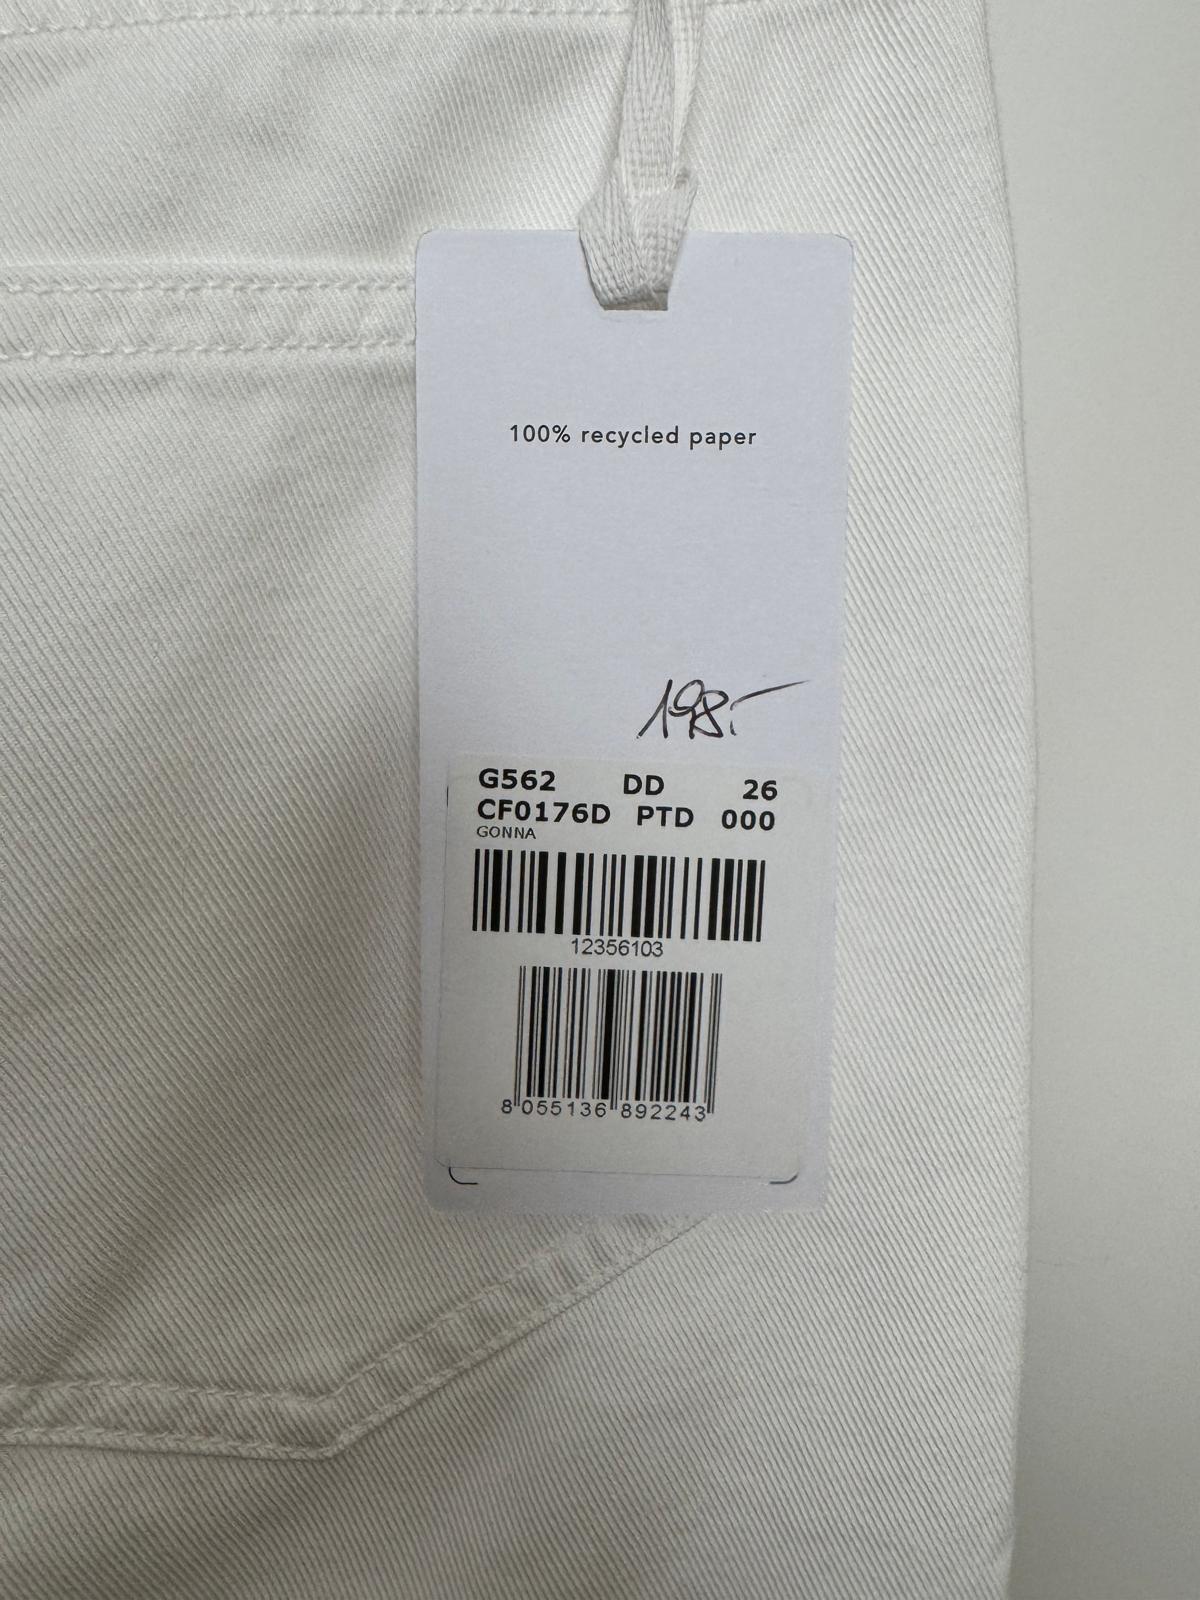 100% recycled paper
198.-
G562 DD 26
CF0176D PTD 000
GONNA
12356103
8 055136 892243